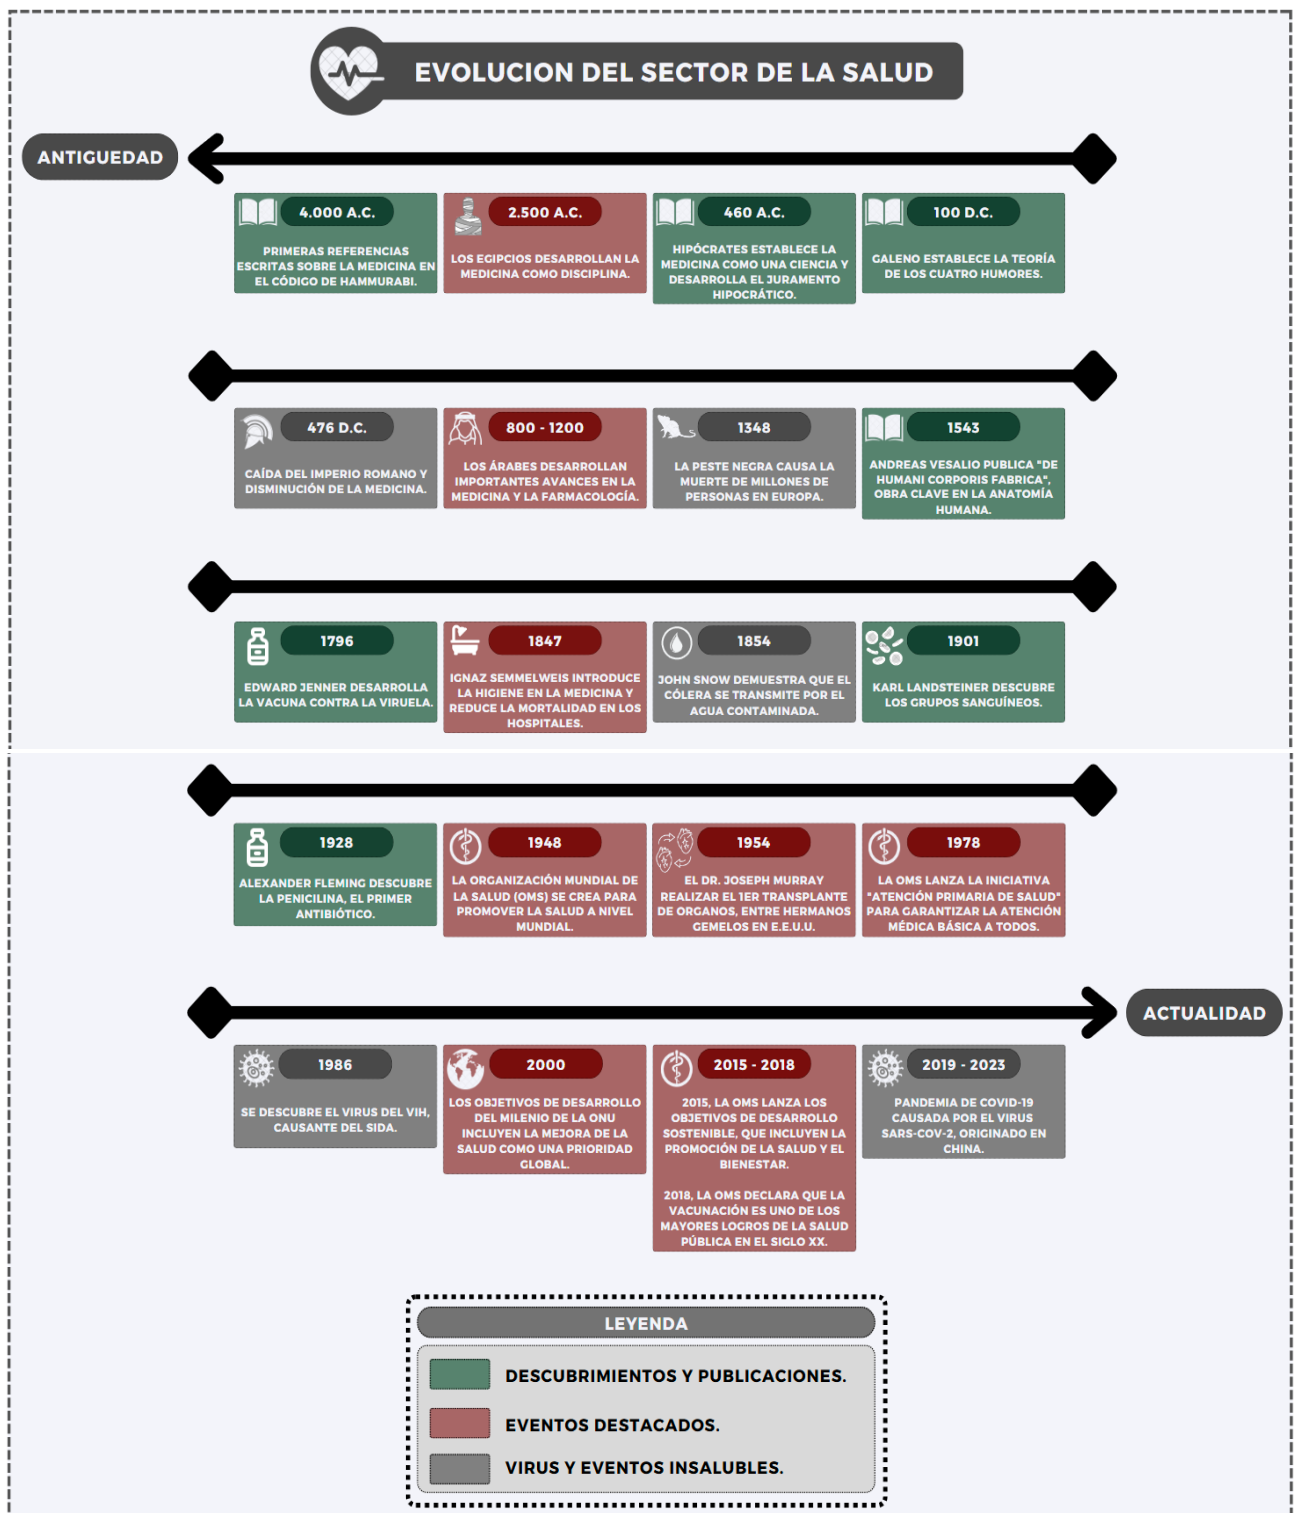 EVOLUCION DEL SECTOR DE LA SALUD
ANTIGUEDAD
4.000 A.C.
PRIMERAS REFERENCIAS
ESCRITAS SOBRE LA MEDICINA EN
EL CÓDIGO DE HAMMURABI.
2.500 A.C.
LOS EGIPCIOS DESARROLLAN LA
MEDICINA COMO DISCIPLINA.
460 A.C.
HIPÓCRATES ESTABLECE LA
MEDICINA COMO UNA CIENCIA Y
DESARROLLA EL JURAMENTO
HIPOCRÁTICO.
100 D.C.
GALENO ESTABLECE LA TEORÍA
DE LOS CUATRO HUMORES.
476 D.C.
CAÍDA DEL IMPERIO ROMANO Y
DISMINUCIÓN DE LA MEDICINA.
800 - 1200
LOS ÁRABES DESARROLLAN
IMPORTANTES AVANCES EN LA
MEDICINA Y LA FARMACOLOGÍA.
1348
LA PESTE NEGRA CAUSA LA
MUERTE DE MILLONES DE
PERSONAS EN EUROPA.
1543
ANDREAS VESALIO PUBLICA "DE
HUMANI CORPORIS FABRICA",
OBRA CLAVE EN LA ANATOMÍA
HUMANA.
1796
EDWARD JENNER DESARROLLA
LA VACUNA CONTRA LA VIRUELA.
1847
IGNAZ SEMMELWEIS INTRODUCE
LA HIGIENE EN LA MEDICINA Y
REDUCE LA MORTALIDAD EN LOS
HOSPITALES.
1854
JOHN SNOW DEMUESTRA QUE EL
CÓLERA SE TRANSMITE POR EL
AGUA CONTAMINADA.
1901
KARL LANDSTEINER DESCUBRE
LOS GRUPOS SANGUÍNEOS.
1928
ALEXANDER FLEMING DESCUBRE
LA PENICILINA, EL PRIMER
ANTIBIÓTICO.
1948
LA ORGANIZACIÓN MUNDIAL DE
LA SALUD (OMS) SE CREA PARA
PROMOVER LA SALUD A NIVEL
MUNDIAL.
1954
EL DR. JOSEPH MURRAY
REALIZAR EL 1ER TRANSPLANTE
DE ORGANOS, ENTRE HERMANOS
GEMELOS EN E.E.U.U.
1978
LA OMS LANZA LA INICIATIVA
"ATENCIÓN PRIMARIA DE SALUD"
PARA GARANTIZAR LA ATENCIÓN
MÉDICA BÁSICA A TODOS.
ACTUALIDAD
1986
SE DESCUBRE EL VIRUS DEL VIH,
CAUSANTE DEL SIDA.
2000
LOS OBJETIVOS DE DESARROLLO
DEL MILENIO DE LA ONU
INCLUYEN LA MEJORA DE LA
SALUD COMO UNA PRIORIDAD
GLOBAL.
2015 - 2018
2015, LA OMS LANZA LOS
OBJETIVOS DE DESARROLLO
SOSTENIBLE, QUE INCLUYEN LA
PROMOCIÓN DE LA SALUD Y EL
BIENESTAR.
2018, LA OMS DECLARA QUE LA
VACUNACIÓN ES UNO DE LOS
MAYORES LOGROS DE LA SALUD
PÚBLICA EN EL SIGLO XX.
2019 - 2023
PANDEMIA DE COVID-19
CAUSADA POR EL VIRUS
SARS-COV-2, ORIGINADO EN
CHINA.
LEYENDA
DESCUBRIMIENTOS Y PUBLICACIONES.
EVENTOS DESTACADOS.
VIRUS Y EVENTOS INSALUBLES.